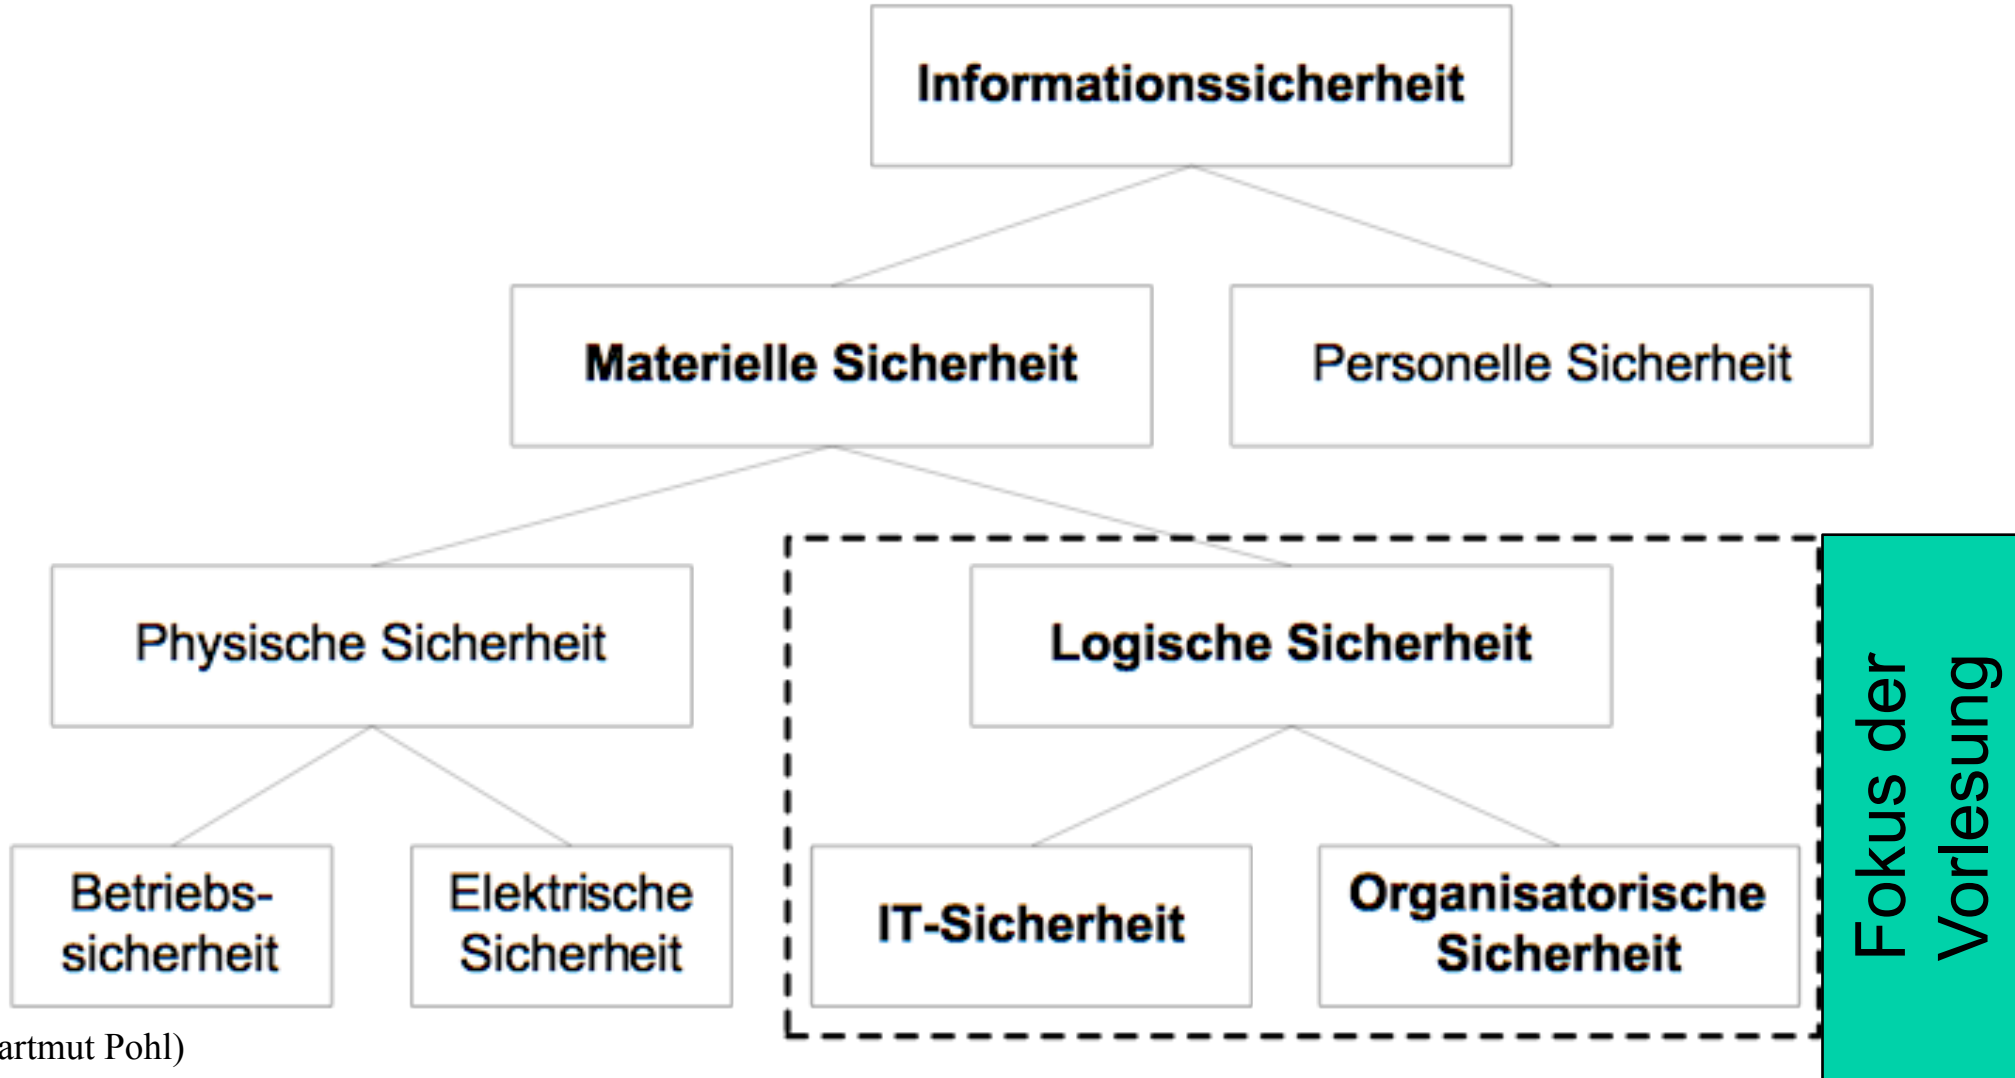 Informationssicherheit
Materielle Sicherheit
Personelle Sicherheit
Physische Sicherheit
Logische Sicherheit
Betriebs-
sicherheit
Elektrische
Sicherheit
IT-Sicherheit
Organisatorische
Sicherheit
Fokus der
Vorlesung
artmut Pohl)